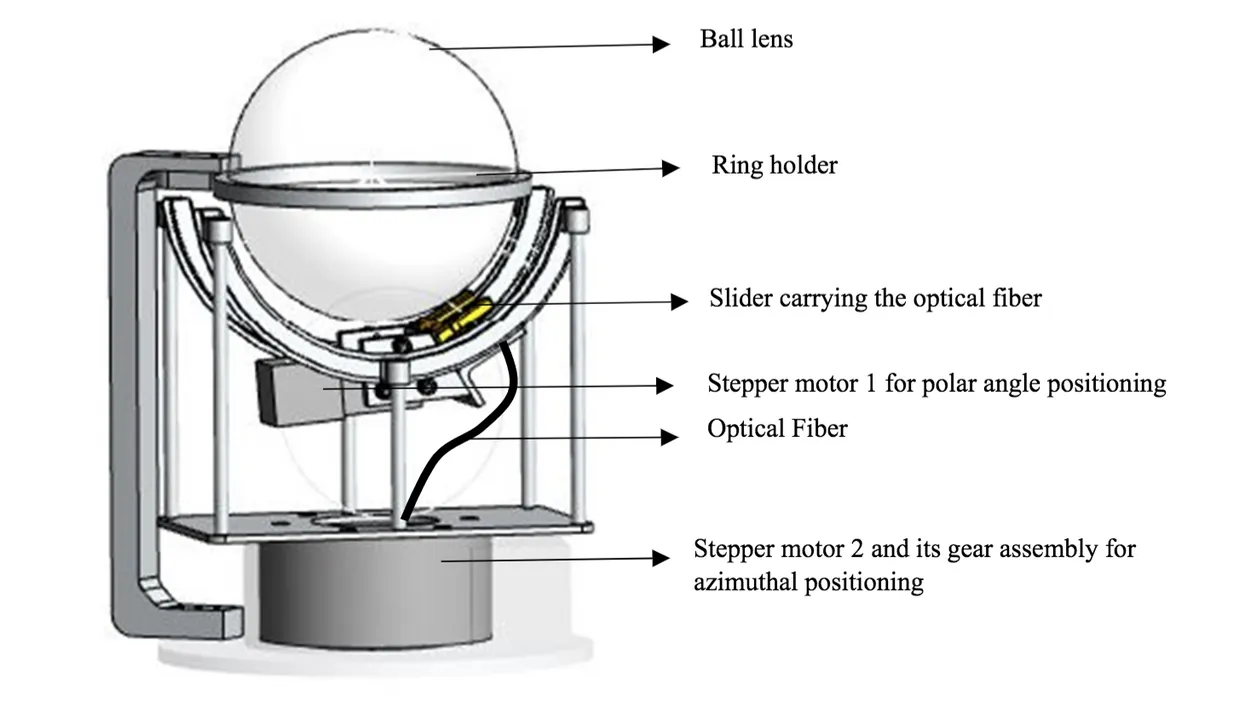 Ball lens
Ring holder
Slider carrying the optical fiber
Stepper motor 1 for polar angle positioning
Optical Fiber
Stepper motor 2 and its gear assembly for
azimuthal positioning